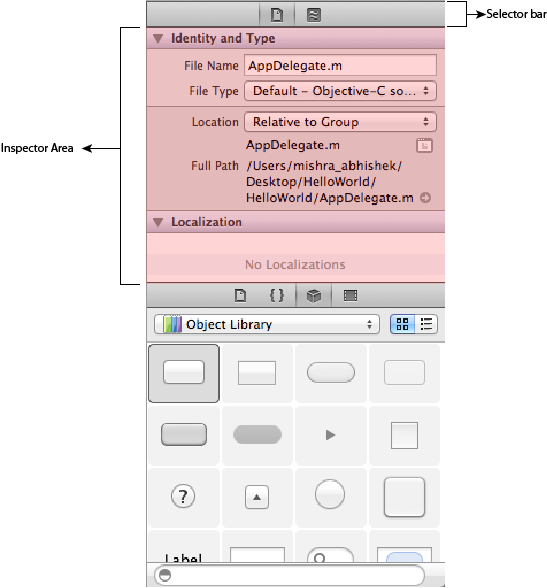 Selector bar
Identity and Type
File Name AppDelegate.m
File Type Default - Objective-C so...
Location Relative to Group
AppDelegate.m
Full Path /Users/mishra_abhishek/
Desktop/HelloWorld/
HelloWorld/AppDelegate.m
Inspector Area
Localization
No Localizations
{ }
Object Library
?
Label